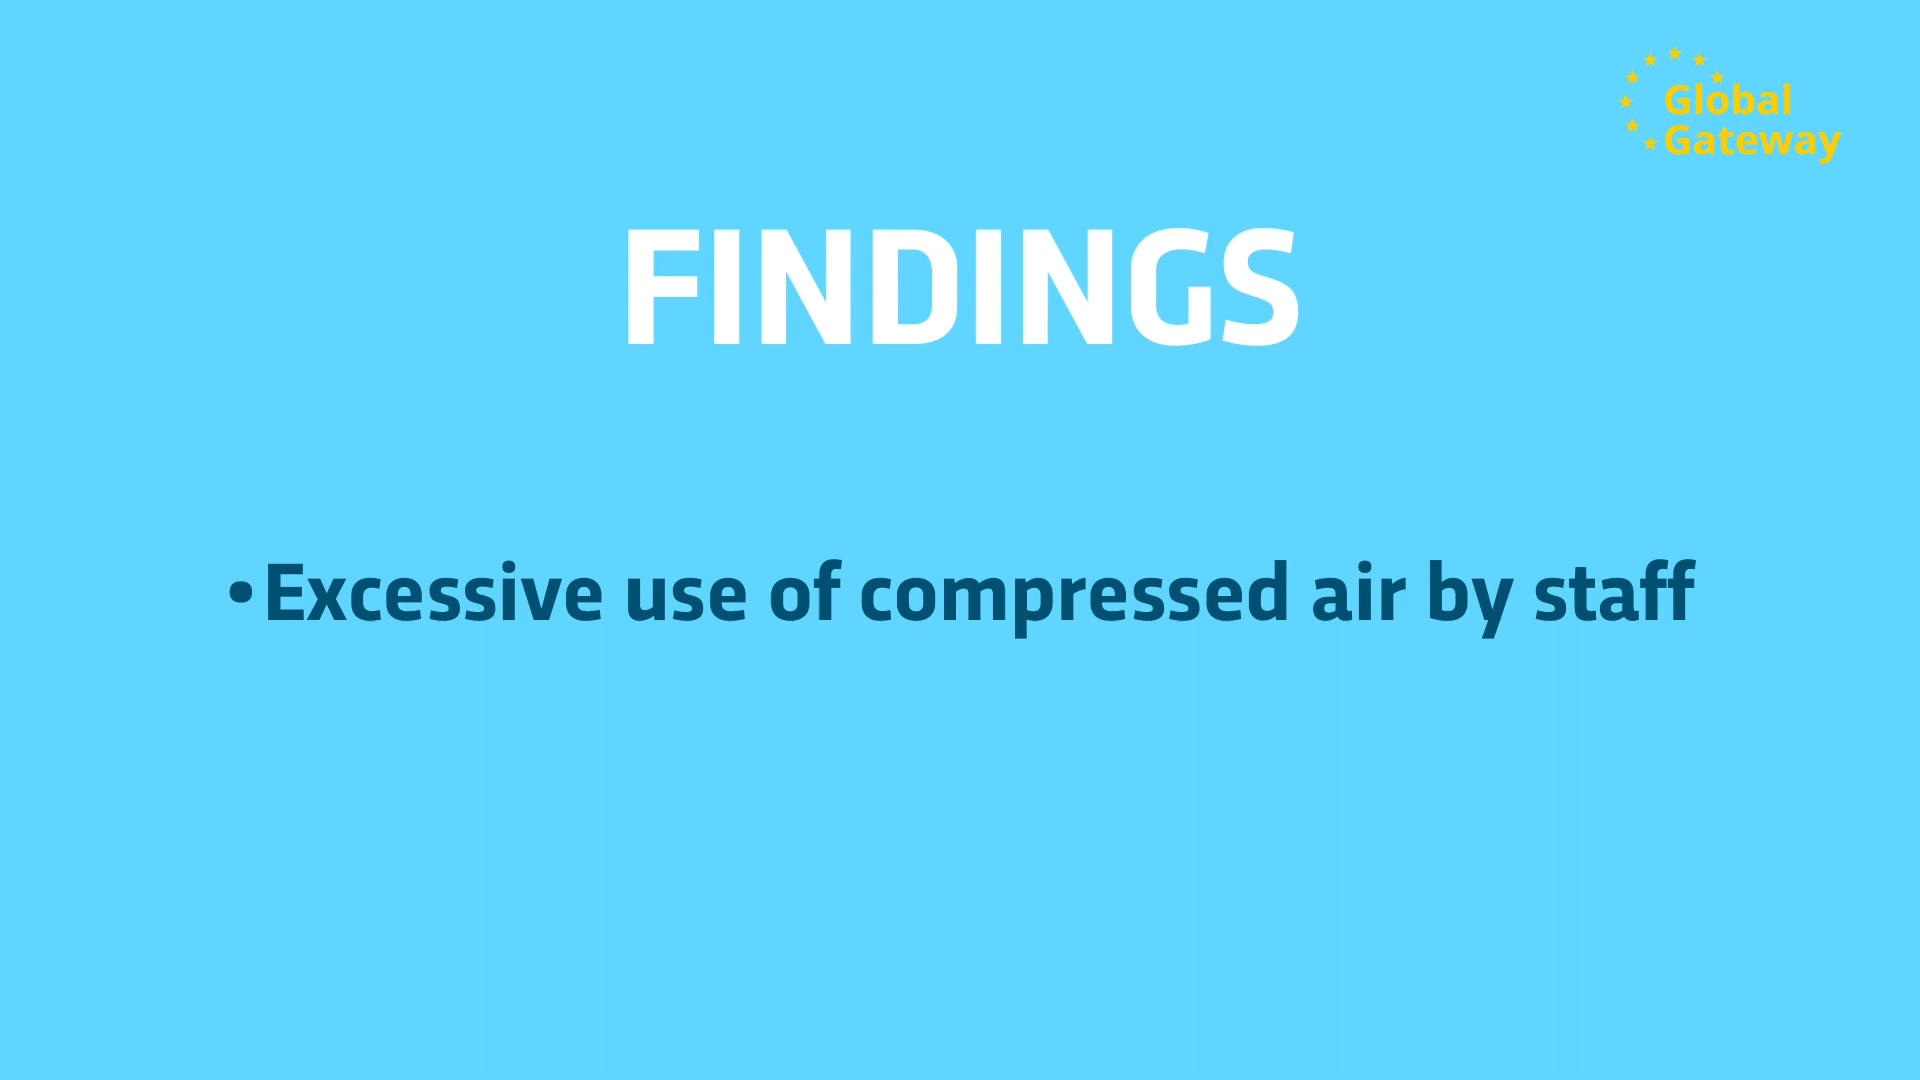 Global
Gateway
FINDINGS
•Excessive use of compressed air by staff